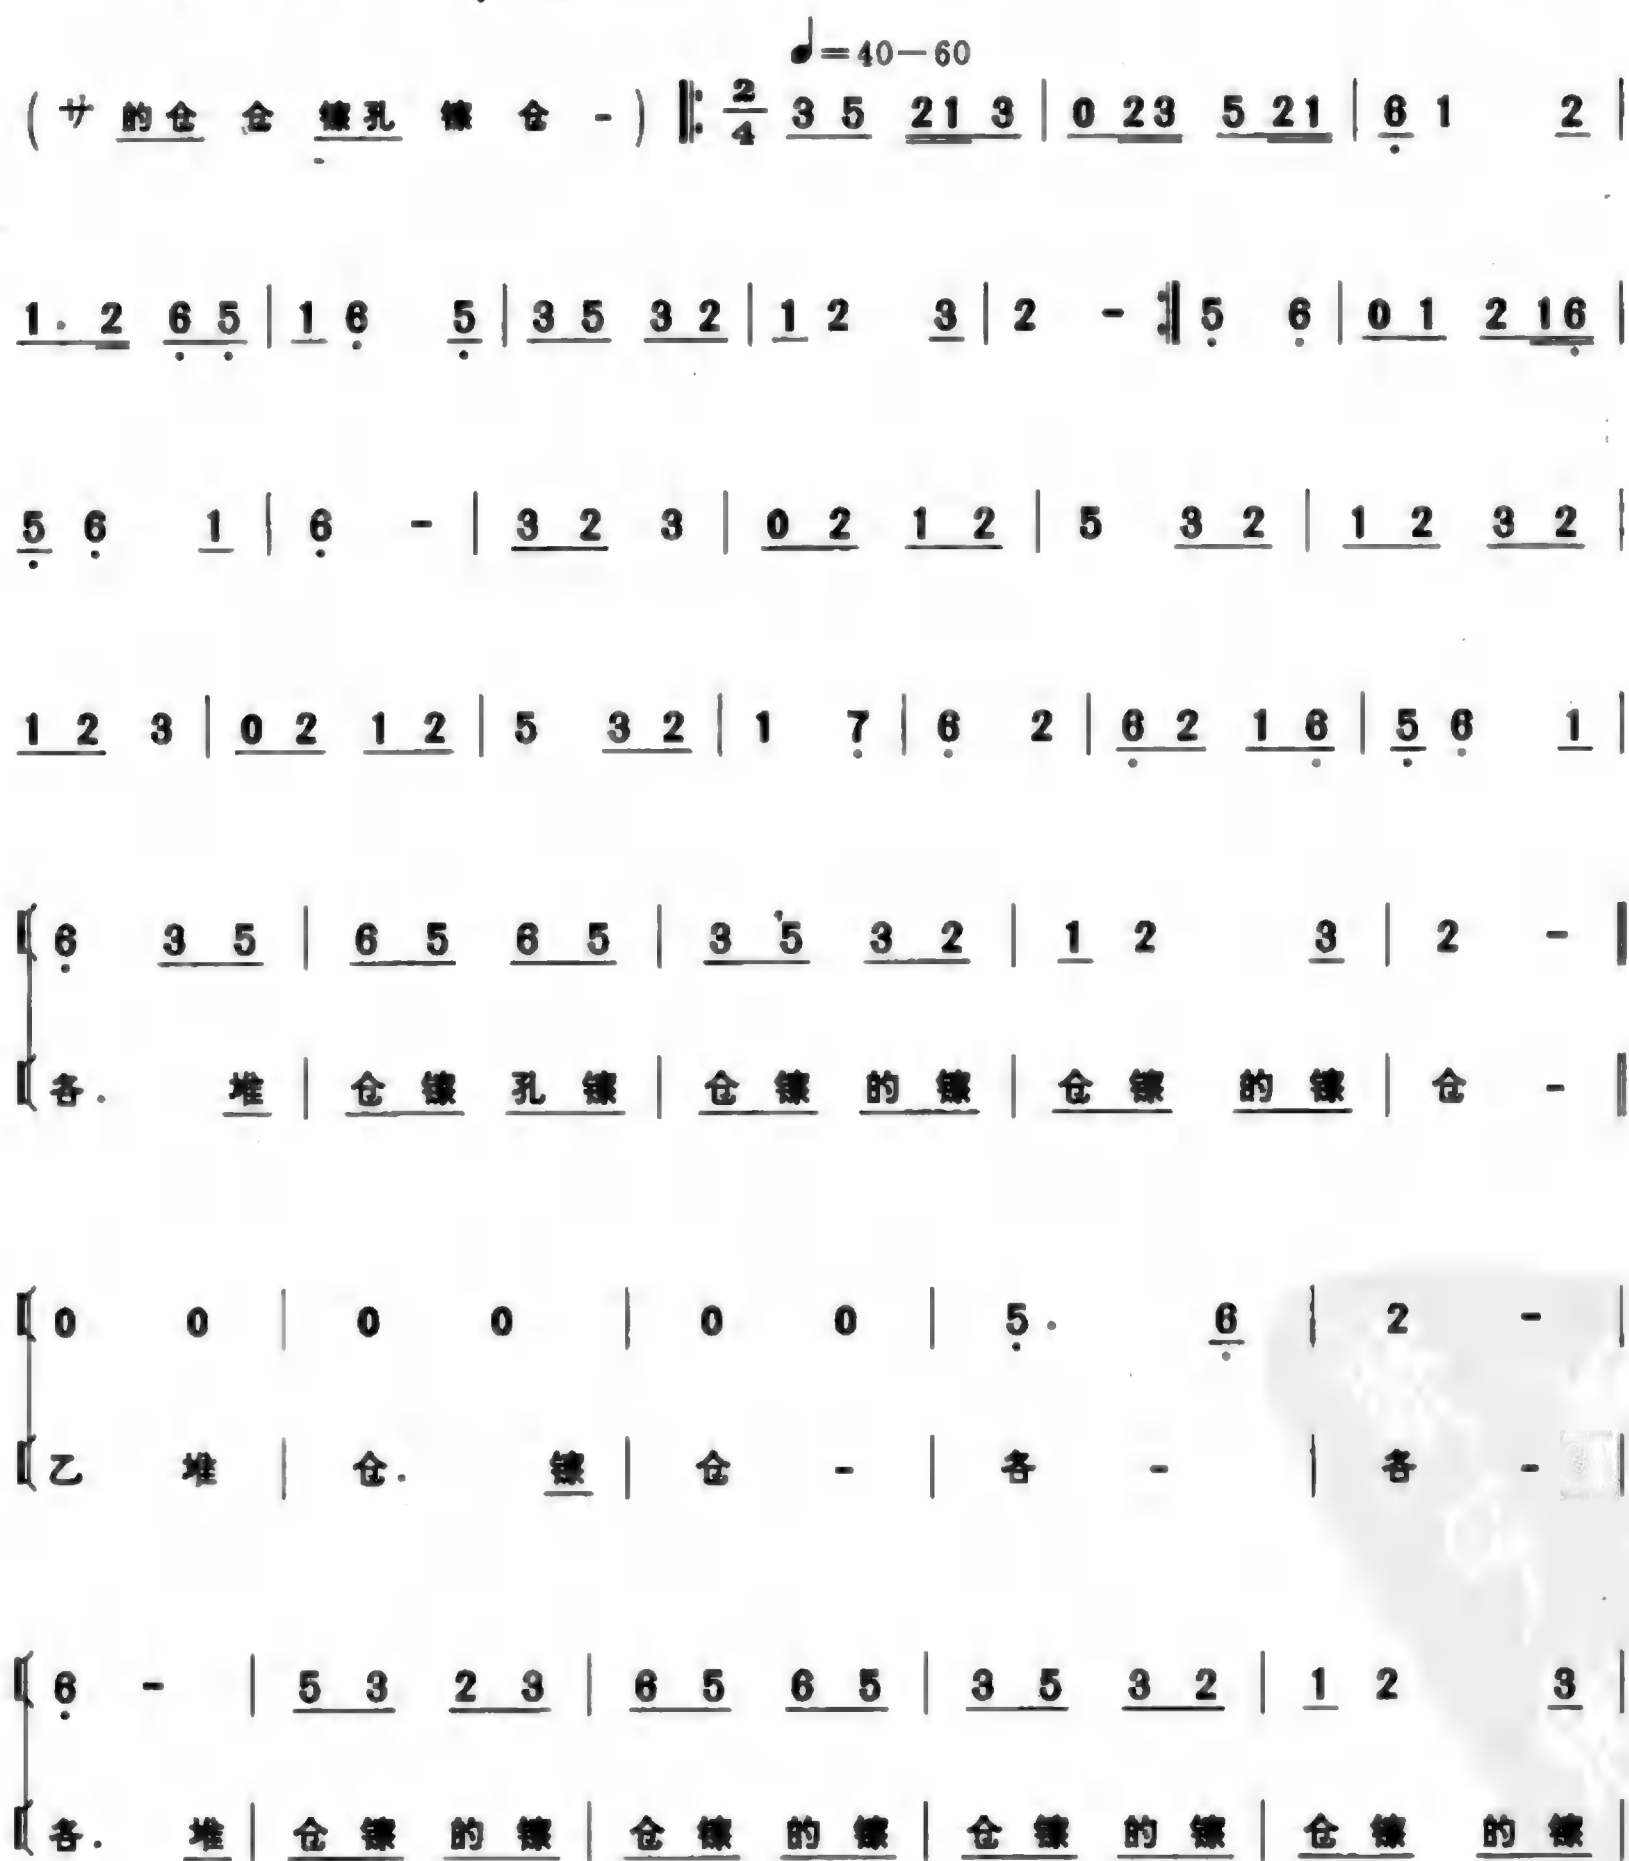 ♩=40—60
( サ 的仓 仓 镲孔 镲 仓 - ) ‖: 2/4 3 5 21 3 | 0 23 5 21 | 6̣ 1 2 |
1. 2 6̣ 5̣ | 1 6̣ 5̣ | 3 5 3 2 | 1 2 3 | 2 - :‖ 5̣ 6̣ | 0 1 2 16̣ |
5̣ 6̣ 1 | 6̣ - | 3 2 3 | 0 2 1 2 | 5 3 2 | 1 2 3 2 |
1 2 3 | 0 2 1 2 | 5 3 2 | 1 7̣ | 6̣ 2 | 6̣ 2 1 6̣ | 5̣ 6̣ 1 |
6̣ 3 5 | 6 5 6 5 | 3 5 3 2 | 1 2 3 | 2 - ‖
各. 堆 | 仓 镲 孔 镲 | 仓 镲 的 镲 | 仓 镲 的 镲 | 仓 - ‖
0 0 | 0 0 | 0 0 | 5̣. 6̣ | 2 - |
乙 堆 | 仓. 镲 | 仓 - | 各 - | 各 - |
6̣ - | 5 3 2 3 | 6 5 6 5 | 3 5 3 2 | 1 2 3 |
各. 堆 | 仓 镲 的 镲 | 仓 镲 的 镲 | 仓 镲 的 镲 | 仓 镲 的 镲 |